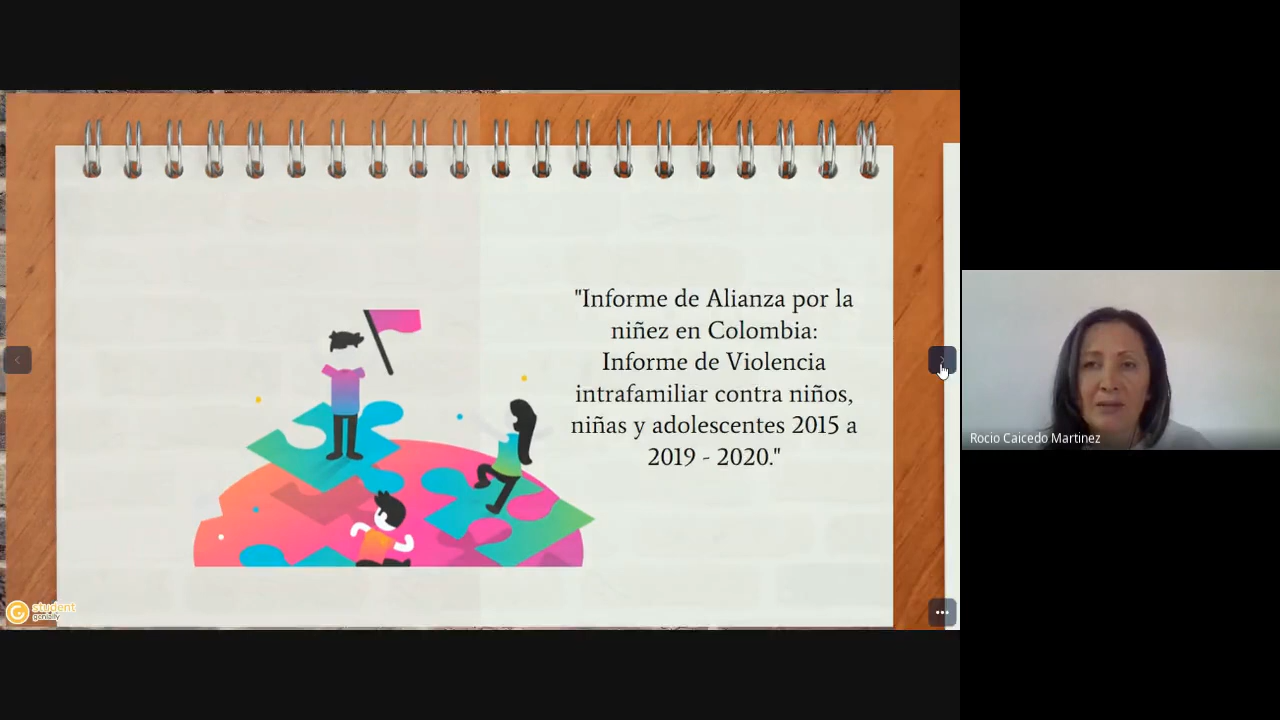 "Informe de Alianza por la
niñez en Colombia:
Informe de Violencia
intrafamiliar contra niños,
niñas y adolescentes 2015 a
2019 - 2020."
Rocio Caicedo Martinez
student
genially